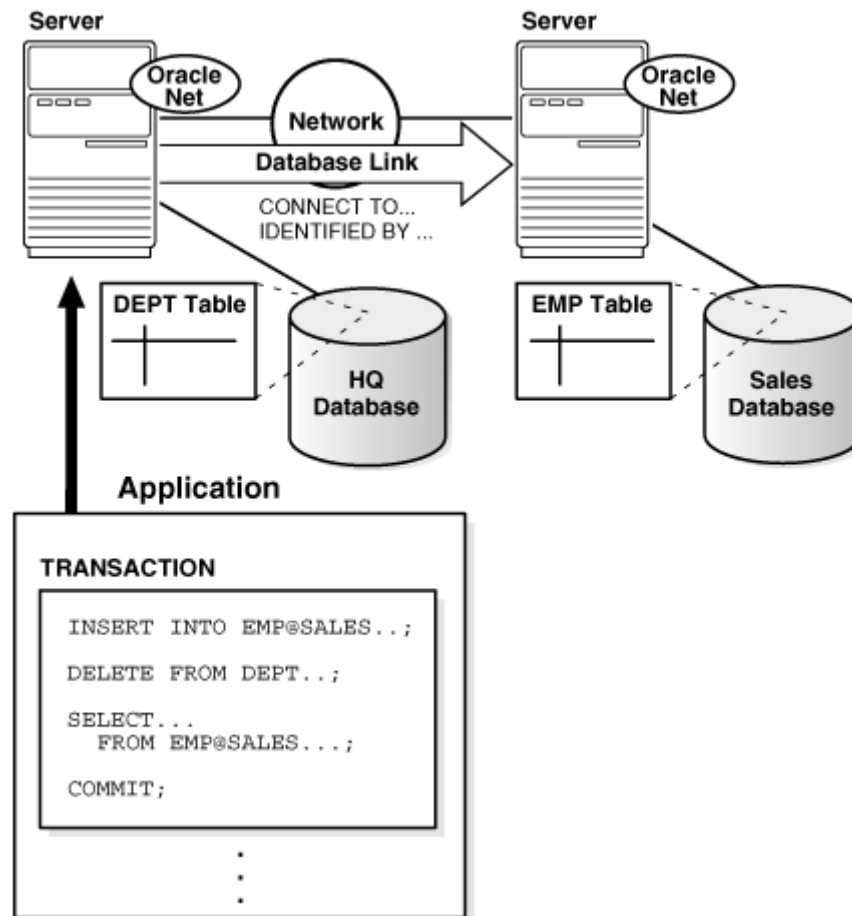 Server
Server
Oracle
Net
Oracle
Net
Network
Database Link
CONNECT TO...
IDENTIFIED BY ...
DEPT Table
EMP Table
HQ
Database
Sales
Database
Application
TRANSACTION
INSERT INTO EMP@SALES..;
DELETE FROM DEPT..;
SELECT...
FROM EMP@SALES...;
COMMIT;
.
.
.